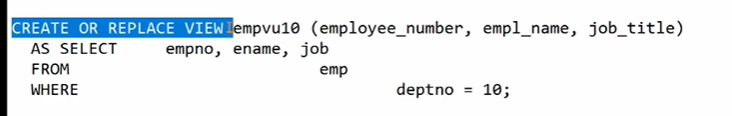 CREATE OR REPLACE VIEW empvu10 (employee_number, empl_name, job_title)
AS SELECT empno, ename, job
FROM emp
WHERE deptno = 10;